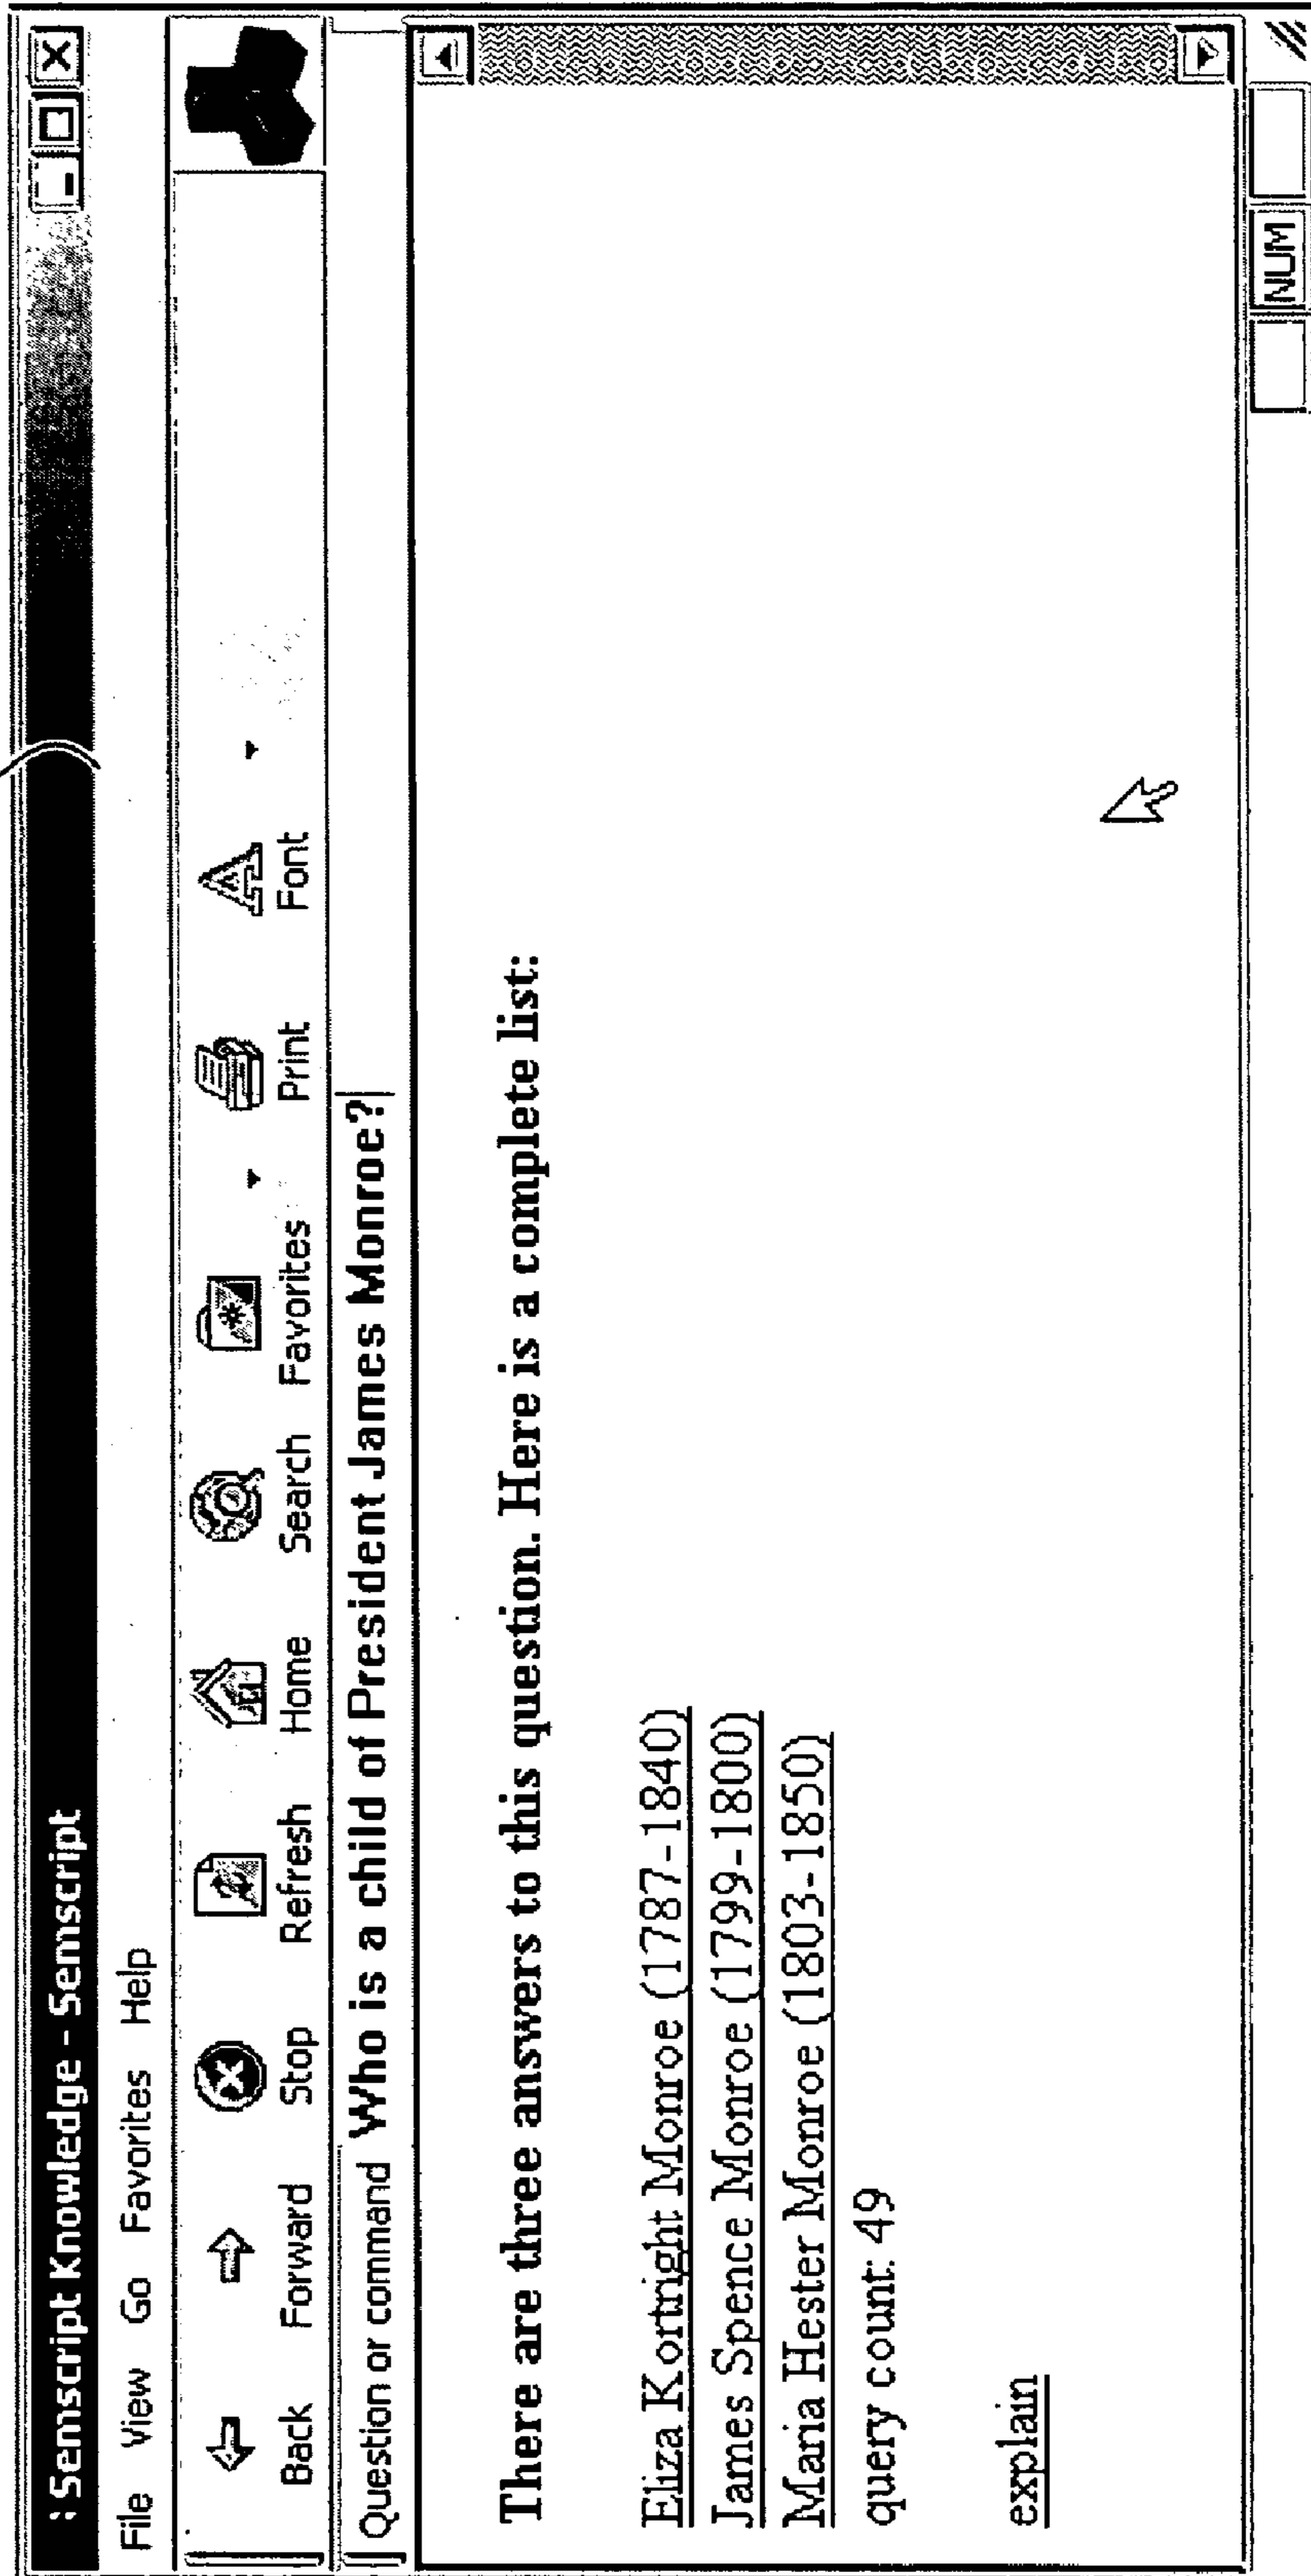 : Semscript Knowledge - Semscript
File View Go Favorites Help
Back Forward Stop Refresh Home Search Favorites Print Font
Question or command Who is a child of President James Monroe?
There are three answers to this question. Here is a complete list:
Eliza Kortright Monroe (1787-1840)
James Spence Monroe (1799-1800)
Maria Hester Monroe (1803-1850)
query count: 49
explain
NUM